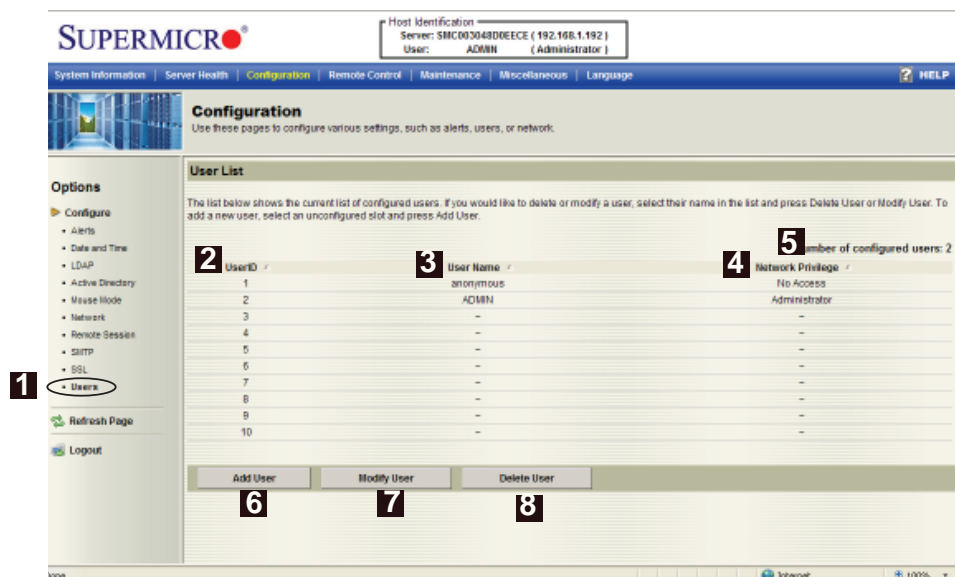 SUPERMICRO®
Host Identification
Server: SMC003048D0EECE ( 192.168.1.192 )
User: ADMIN ( Administrator )
System Information | Server Health | Configuration | Remote Control | Maintenance | Miscellaneous | Language
HELP
Configuration
Use these pages to configure various settings, such as alerts, users, or network.
Options
Configure
Alerts
Date and Time
LDAP
Active Directory
Mouse Mode
Network
Remote Session
SMTP
SSL
1
Users
Refresh Page
Logout
User List
The list below shows the current list of configured users. If you would like to delete or modify a user, select their name in the list and press Delete User or Modify User. To
add a new user, select an unconfigured slot and press Add User.
5 umber of configured users: 2
2 UserID 3 User Name 4 Network Privilege
1 anonymous No Access
2 ADMIN Administrator
3 ~ ~
4 ~ ~
5 ~ ~
6 ~ ~
7 ~ ~
8 ~ ~
9 ~ ~
10 ~ ~
Add User Modify User Delete User
6 7 8
Internet 100%